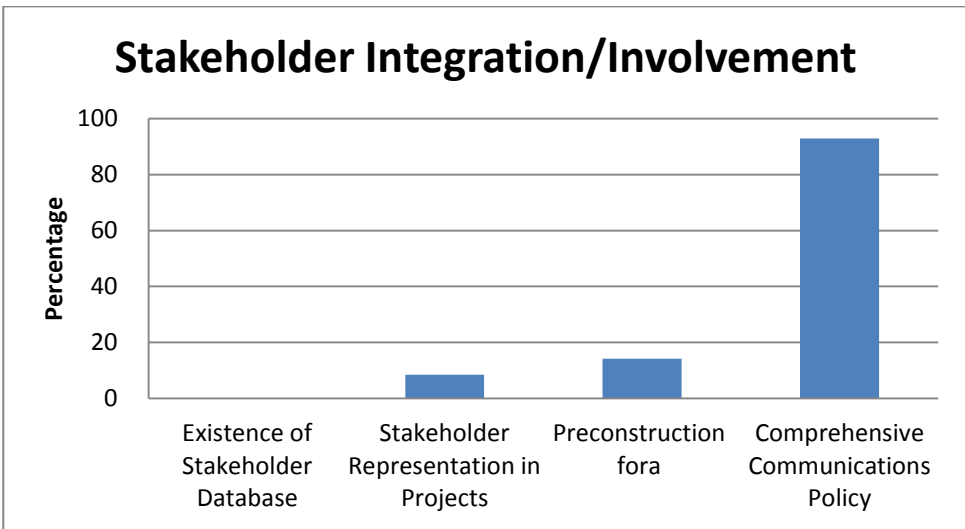 Stakeholder Integration/Involvement
100
80
60
40
20
0
Percentage
Existence of
Stakeholder
Database
Stakeholder
Representation in
Projects
Preconstruction
fora
Comprehensive
Communications
Policy